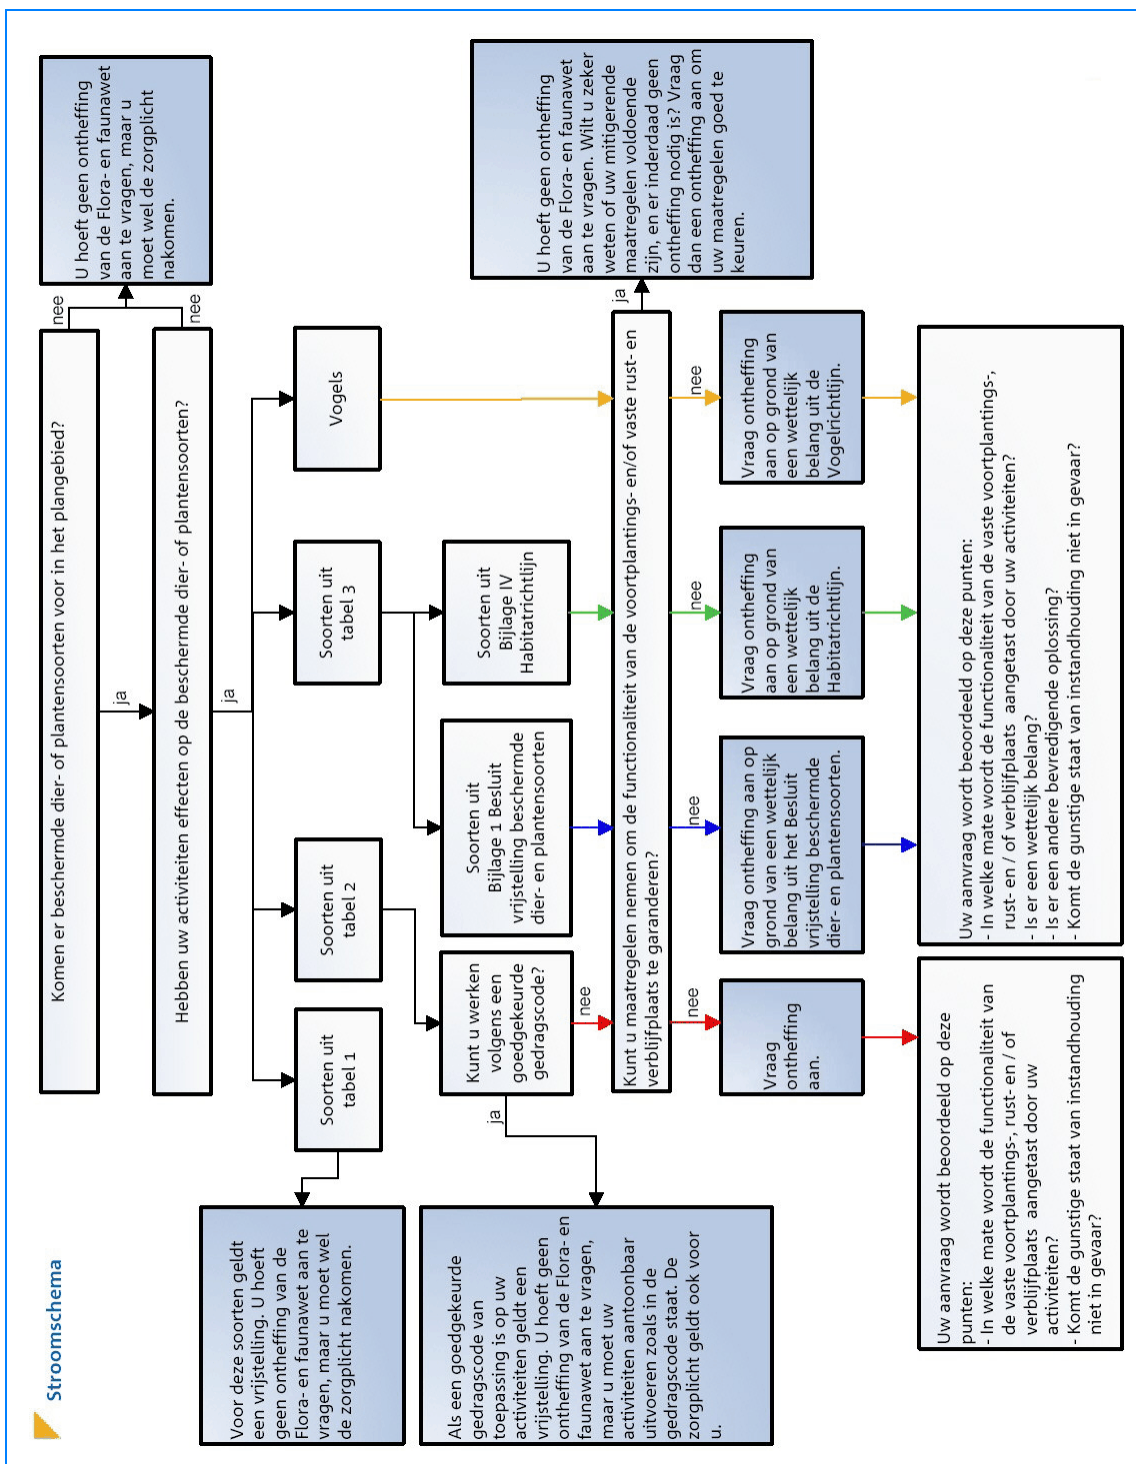 Stroomschema
Komen er beschermde dier- of plantensoorten voor in het plangebied?
nee
U hoeft geen ontheffing
van de Flora- en faunawet
aan te vragen, maar u
moet wel de zorgplicht
nakomen.
ja
Hebben uw activiteiten effecten op de beschermde dier- of plantensoorten?
nee
ja
Soorten uit
tabel 1
Soorten uit
tabel 2
Soorten uit
tabel 3
Vogels
Voor deze soorten geldt
een vrijstelling. U hoeft
geen ontheffing van de
Flora- en faunawet aan te
vragen, maar u moet wel
de zorgplicht nakomen.
Kunt u werken
volgens een
goedgekeurde
gedragscode?
Soorten uit
Bijlage 1 Besluit
vrijstelling beschermde
dier- en plantensoorten
Soorten uit
Bijlage IV
Habitatrichtlijn
ja
nee
Als een goedgekeurde
gedragscode van
toepassing is op uw
activiteiten geldt een
vrijstelling. U hoeft geen
ontheffing van de Flora- en
faunawet aan te vragen,
maar u moet uw
activiteiten aantoonbaar
uitvoeren zoals in de
gedragscode staat. De
zorgplicht geldt ook voor
u.
Kunt u maatregelen nemen om de functionaliteit van de voortplantings- en/of vaste rust- en
verblijfplaats te garanderen?
ja
U hoeft geen ontheffing
van de Flora- en faunawet
aan te vragen. Wilt u zeker
weten of uw mitigerende
maatregelen voldoende
zijn, en er inderdaad geen
ontheffing nodig is? Vraag
dan een ontheffing aan om
uw maatregelen goed te
keuren.
nee
nee
nee
nee
Vraag
ontheffing
aan.
Vraag ontheffing aan op
grond van een wettelijk
belang uit het Besluit
vrijstelling beschermde
dier- en plantensoorten.
Vraag ontheffing
aan op grond van
een wettelijk
belang uit de
Habitatrichtlijn.
Vraag ontheffing
aan op grond van
een wettelijk
belang uit de
Vogelrichtlijn.
Uw aanvraag wordt beoordeeld op deze
punten:
- In welke mate wordt de functionaliteit van
de vaste voortplantings-, rust- en / of
verblijfplaats aangetast door uw
activiteiten?
- Komt de gunstige staat van instandhouding
niet in gevaar?
Uw aanvraag wordt beoordeeld op deze punten:
- In welke mate wordt de functionaliteit van de vaste voortplantings-,
rust- en / of verblijfplaats aangetast door uw activiteiten?
- Is er een wettelijk belang?
- Is er een andere bevredigende oplossing?
- Komt de gunstige staat van instandhouding niet in gevaar?